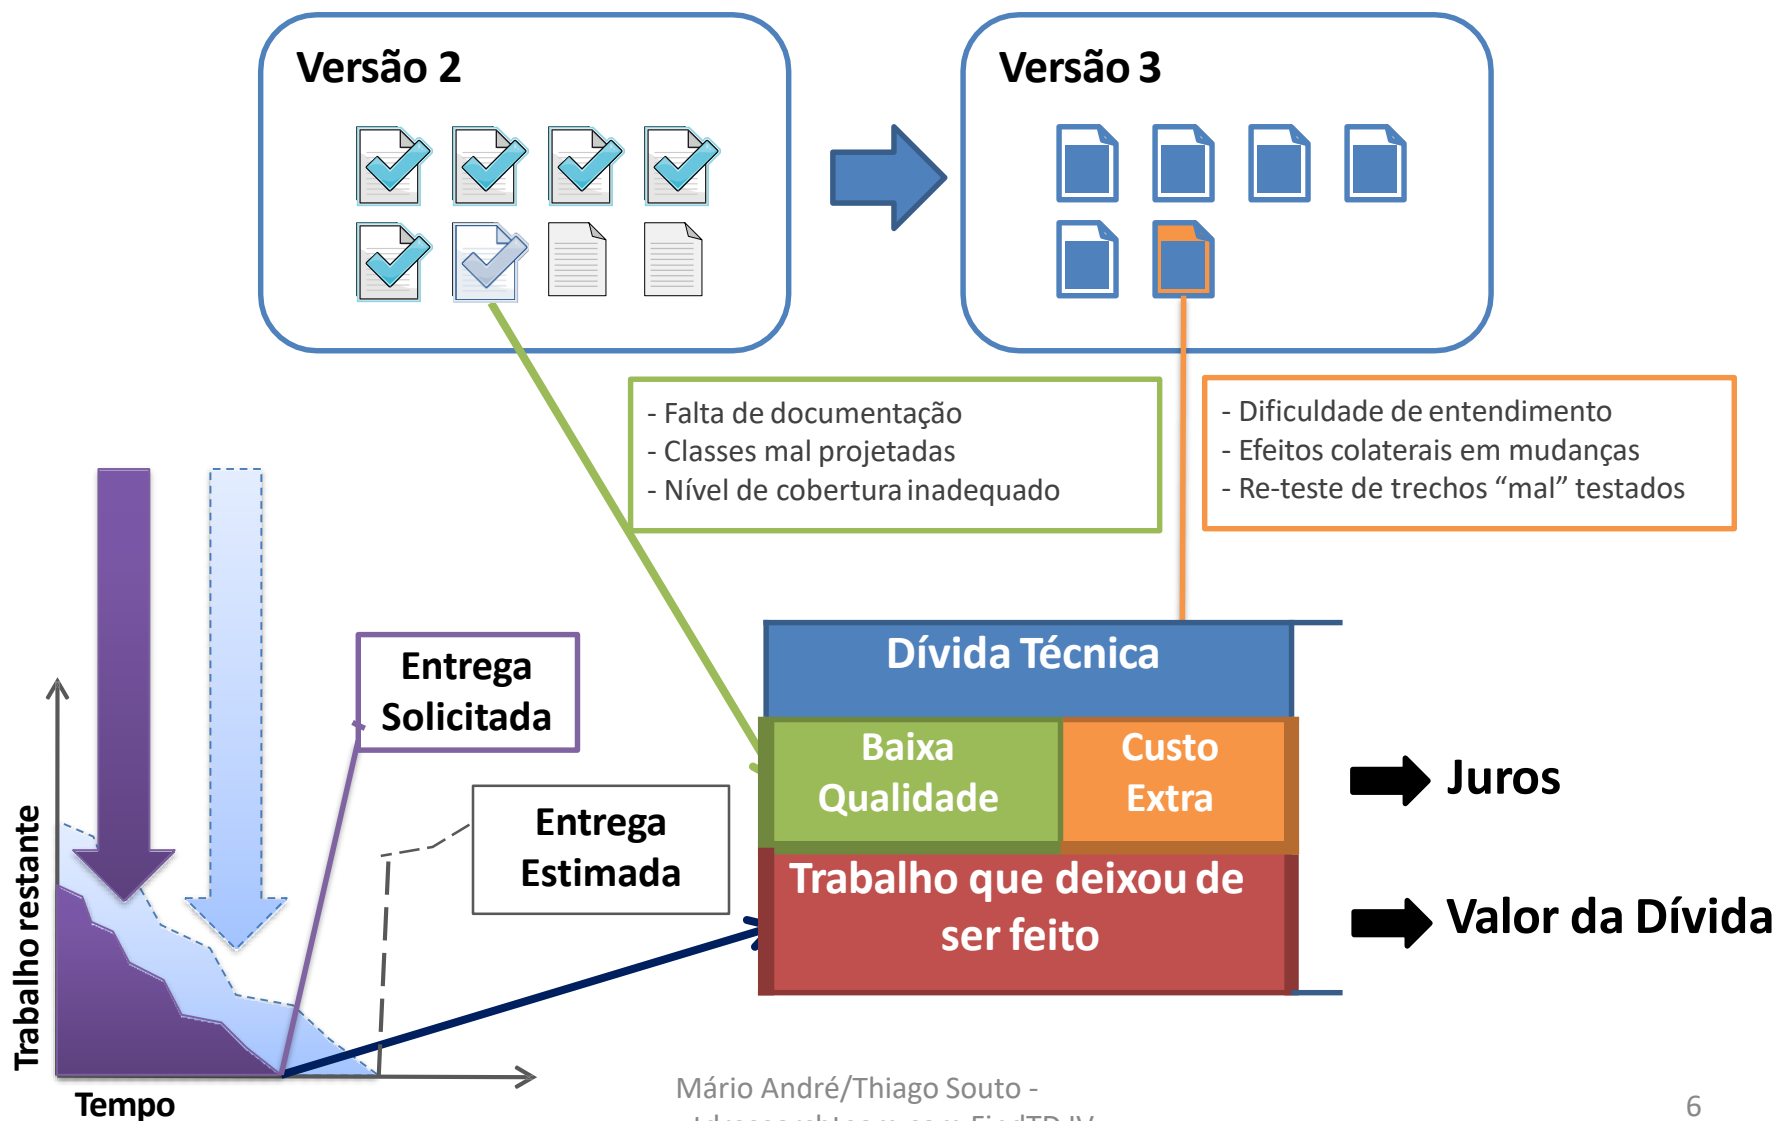 Versão 2
Versão 3
- Falta de documentação
- Classes mal projetadas
- Nível de cobertura inadequado
- Dificuldade de entendimento
- Efeitos colaterais em mudanças
- Re-teste de trechos “mal” testados
Entrega
Solicitada
Entrega
Estimada
Dívida Técnica
Baixa
Qualidade
Custo
Extra
Trabalho que deixou de
ser feito
Juros
Valor da Dívida
Trabalho restante
Tempo
Mário André/Thiago Souto -
6